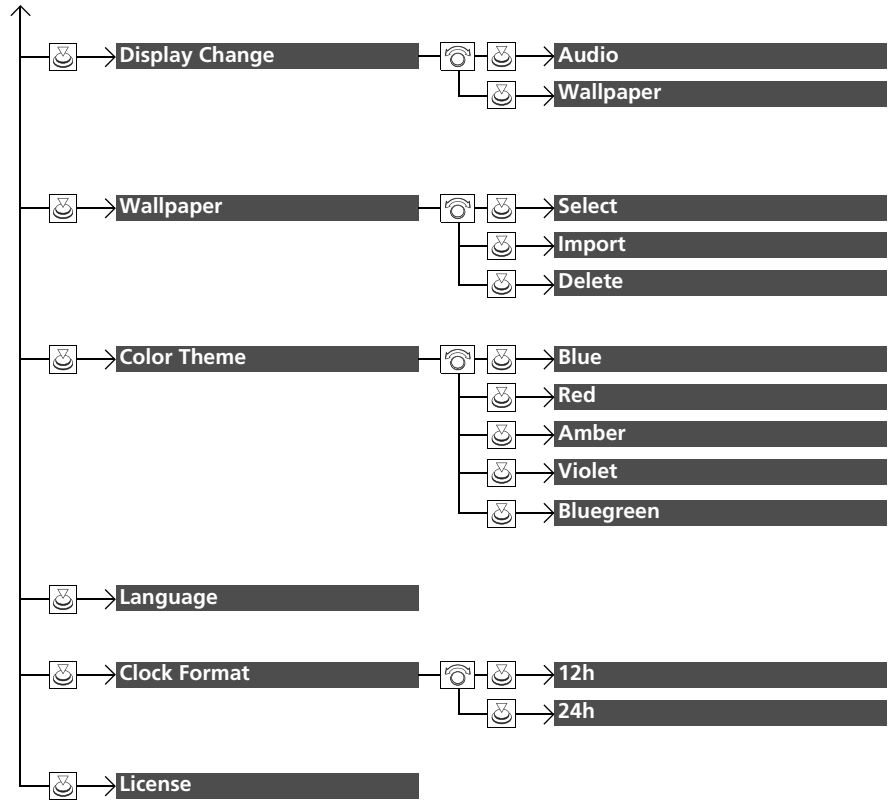 Display Change
Audio
Wallpaper
Wallpaper
Select
Import
Delete
Color Theme
Blue
Red
Amber
Violet
Bluegreen
Language
Clock Format
12h
24h
License